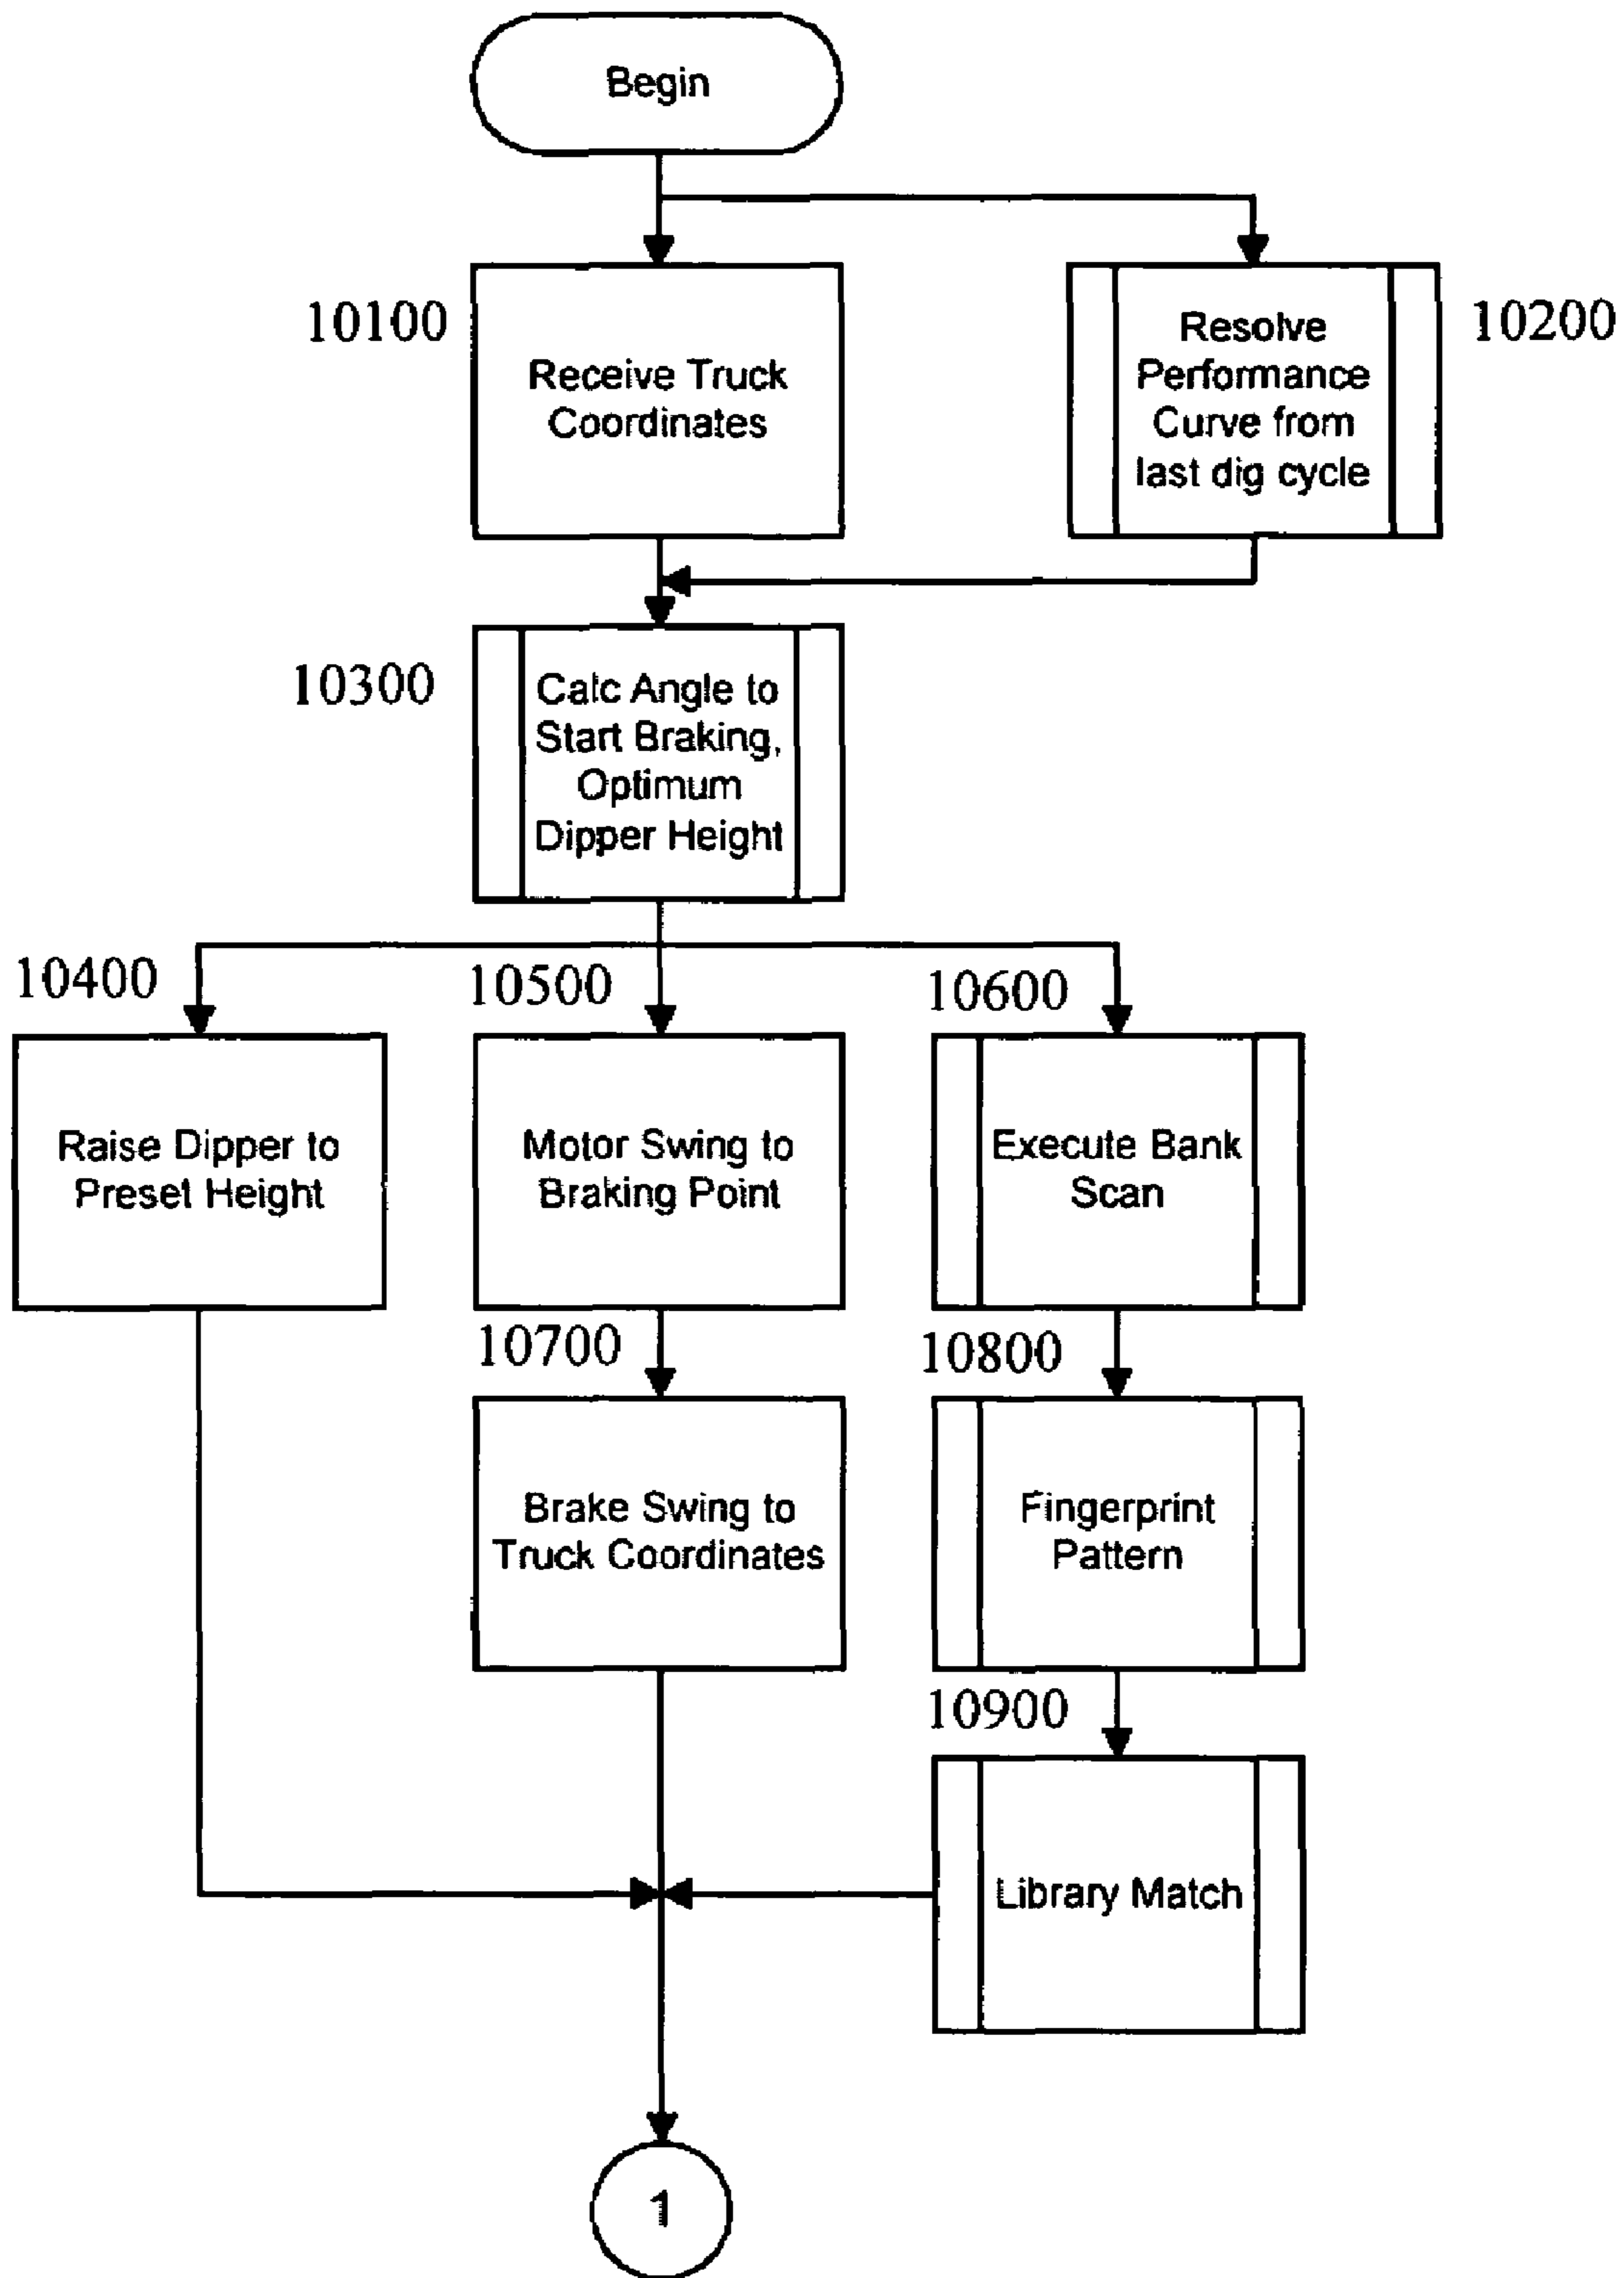 Begin
10100
Receive Truck
Coordinates
Resolve
Performance
Curve from
last dig cycle
10200
10300
Calc Angle to
Start Braking,
Optimum
Dipper Height
10400
10500
10600
Raise Dipper to
Preset Height
Motor Swing to
Braking Point
Execute Bank
Scan
10700
10800
Brake Swing to
Truck Coordinates
Fingerprint
Pattern
10900
Library Match
1